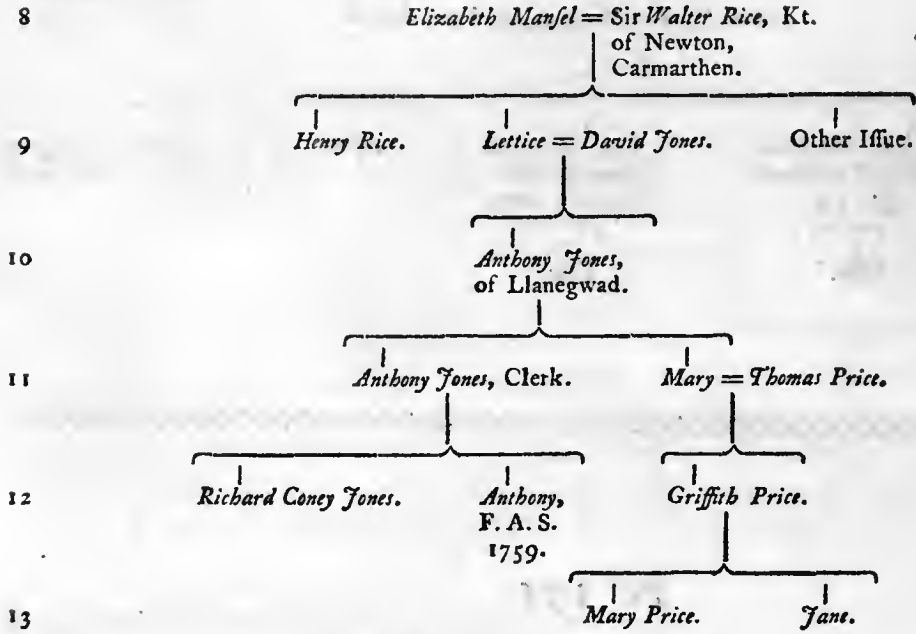 8 Elizabeth Manſel = Sir Walter Rice, Kt.
of Newton,
Carmarthen.
9 Henry Rice. Lettice = David Jones. Other Iſſue.
10 Anthony Jones,
of Llanegwad.
11 Anthony Jones, Clerk. Mary = Thomas Price.
12 Richard Coney Jones. Anthony, Griffith Price.
F. A. S.
1759.
13 Mary Price. Jane.